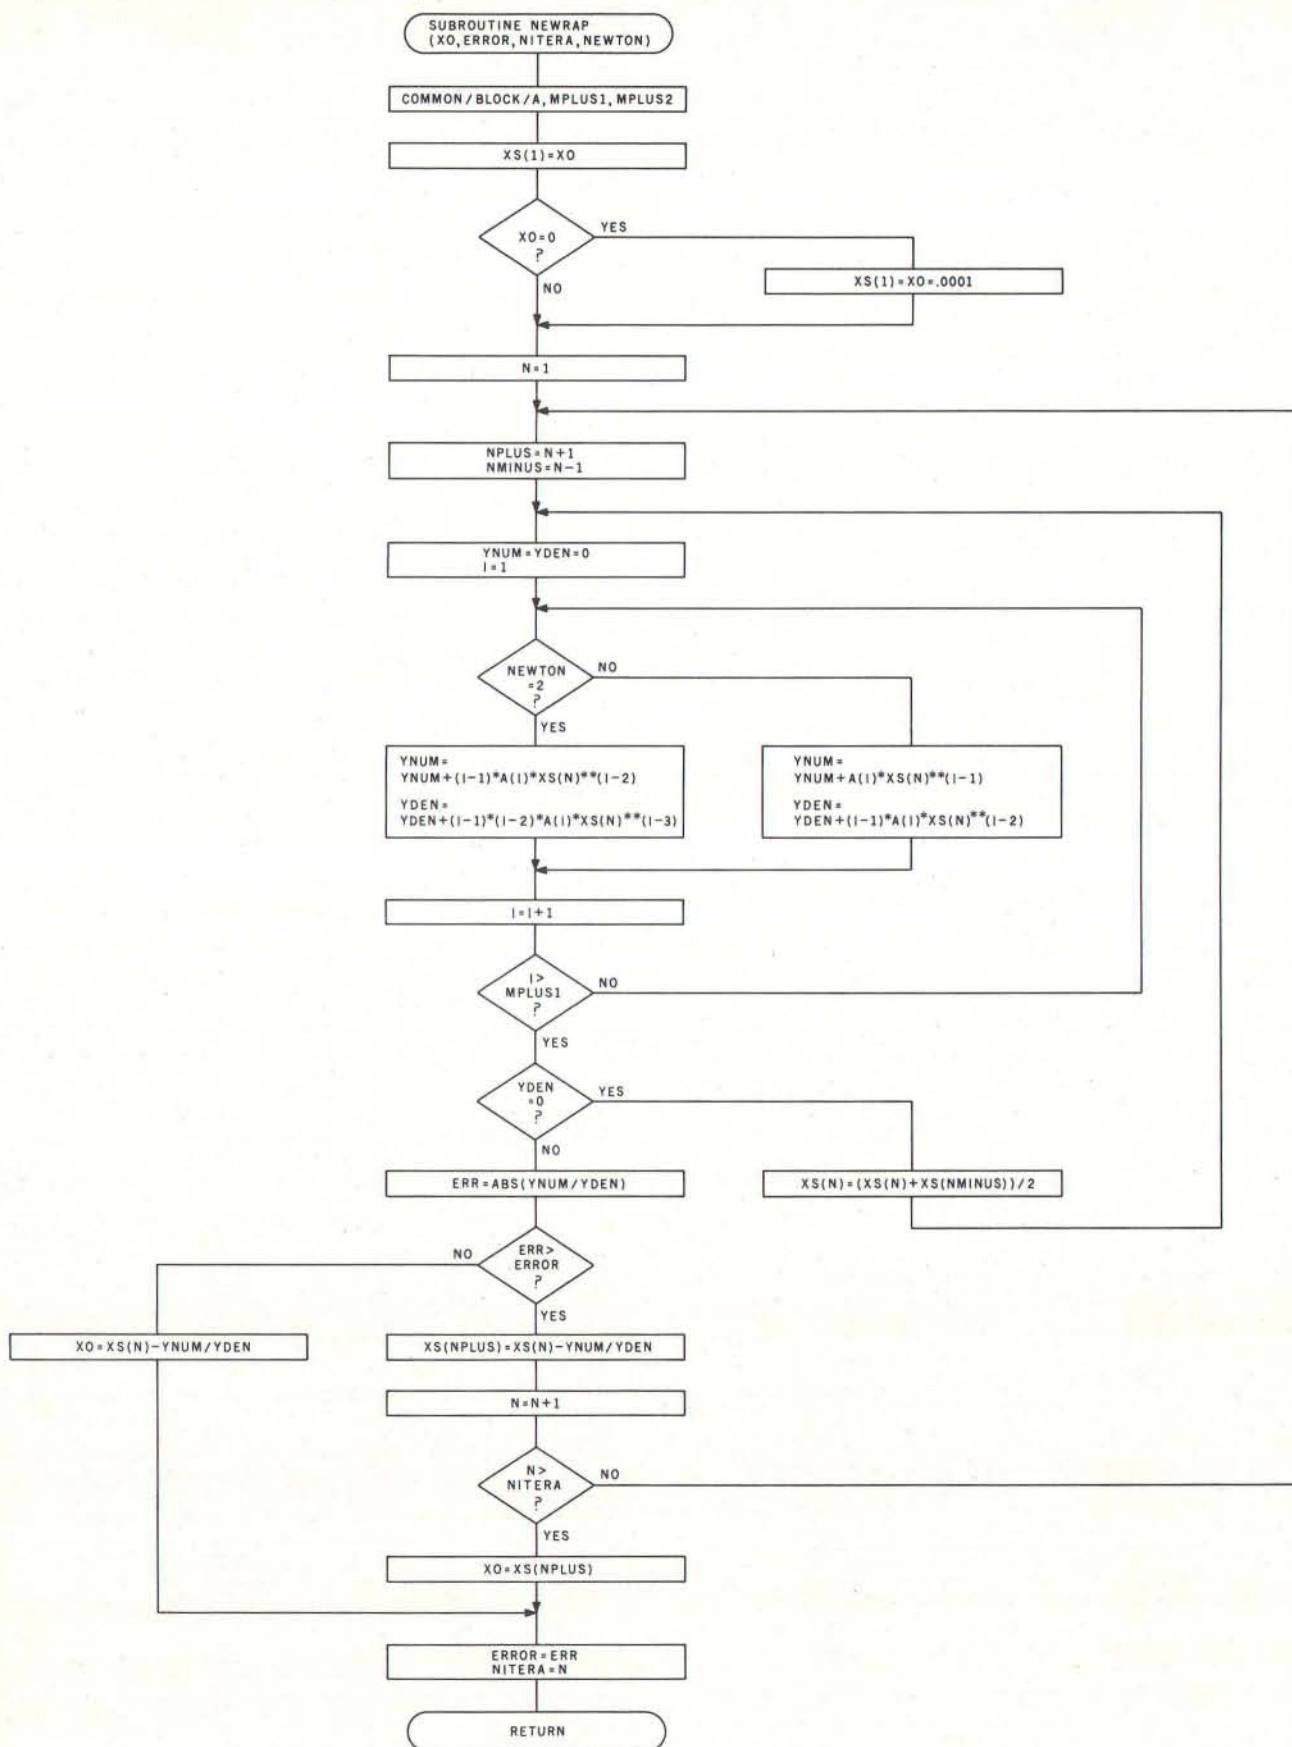 SUBROUTINE NEWRAP
(XO,ERROR,NITERA,NEWTON)
COMMON/BLOCK/A,MPLUS1,MPLUS2
XS(1)=XO
XO=0
?
YES
NO
XS(1)=XO=.0001
N=1
NPLUS=N+1
NMINUS=N-1
YNUM=YDEN=0
I=1
NEWTON
=2
?
NO
YES
YNUM=
YNUM+(I-1)*A(I)*XS(N)**(I-2)
YDEN=
YDEN+(I-1)*(I-2)*A(I)*XS(N)**(I-3)
YNUM=
YNUM+A(I)*XS(N)**(I-1)
YDEN=
YDEN+(I-1)*A(I)*XS(N)**(I-2)
I=I+1
I>
MPLUS1
?
NO
YES
YDEN
=0
?
YES
NO
ERR=ABS(YNUM/YDEN)
XS(N)=(XS(N)+XS(NMINUS))/2
NO
ERR>
ERROR
?
YES
XO=XS(N)-YNUM/YDEN
XS(NPLUS)=XS(N)-YNUM/YDEN
N=N+1
N>
NITERA
?
NO
YES
XO=XS(NPLUS)
ERROR=ERR
NITERA=N
RETURN